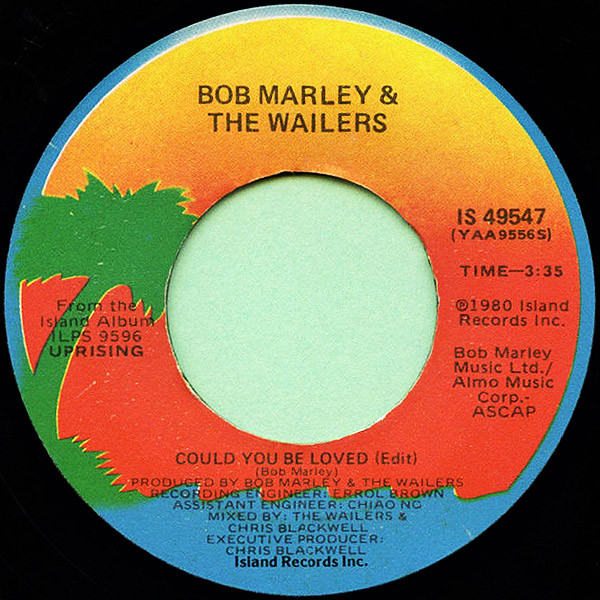 BOB MARLEY &
THE WAILERS
IS 49547
(YAA9556S)
TIME—3:35
℗1980 Island
Records Inc.
Bob Marley
Music Ltd./
Almo Music
Corp.-
ASCAP
From the
Island Album
ILPS 9596
UPRISING
COULD YOU BE LOVED (Edit)
(Bob Marley)
PRODUCED BY BOB MARLEY & THE WAILERS
RECORDING ENGINEER: ERROL BROWN
ASSISTANT ENGINEER: CHIAO NG
MIXED BY: THE WAILERS &
CHRIS BLACKWELL
EXECUTIVE PRODUCER:
CHRIS BLACKWELL
Island Records Inc.